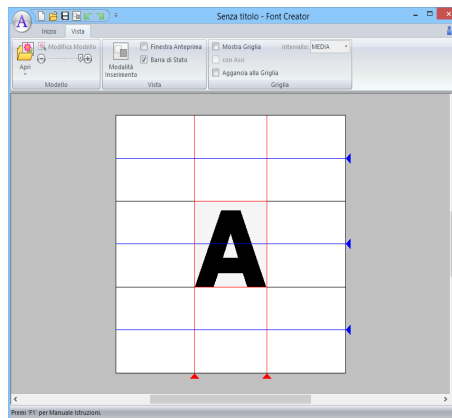 Senza titolo - Font Creator
A
Inizio Vista
Modifica Modello
Apri
Modello
Modalità
Inserimento
Finestra Anteprima
Barra di Stato
Vista
Mostra Griglia Intervallo: MEDIA
con Assi
Aggancia alla Griglia
Griglia
A
Premi 'F1' per Manuale Istruzioni.